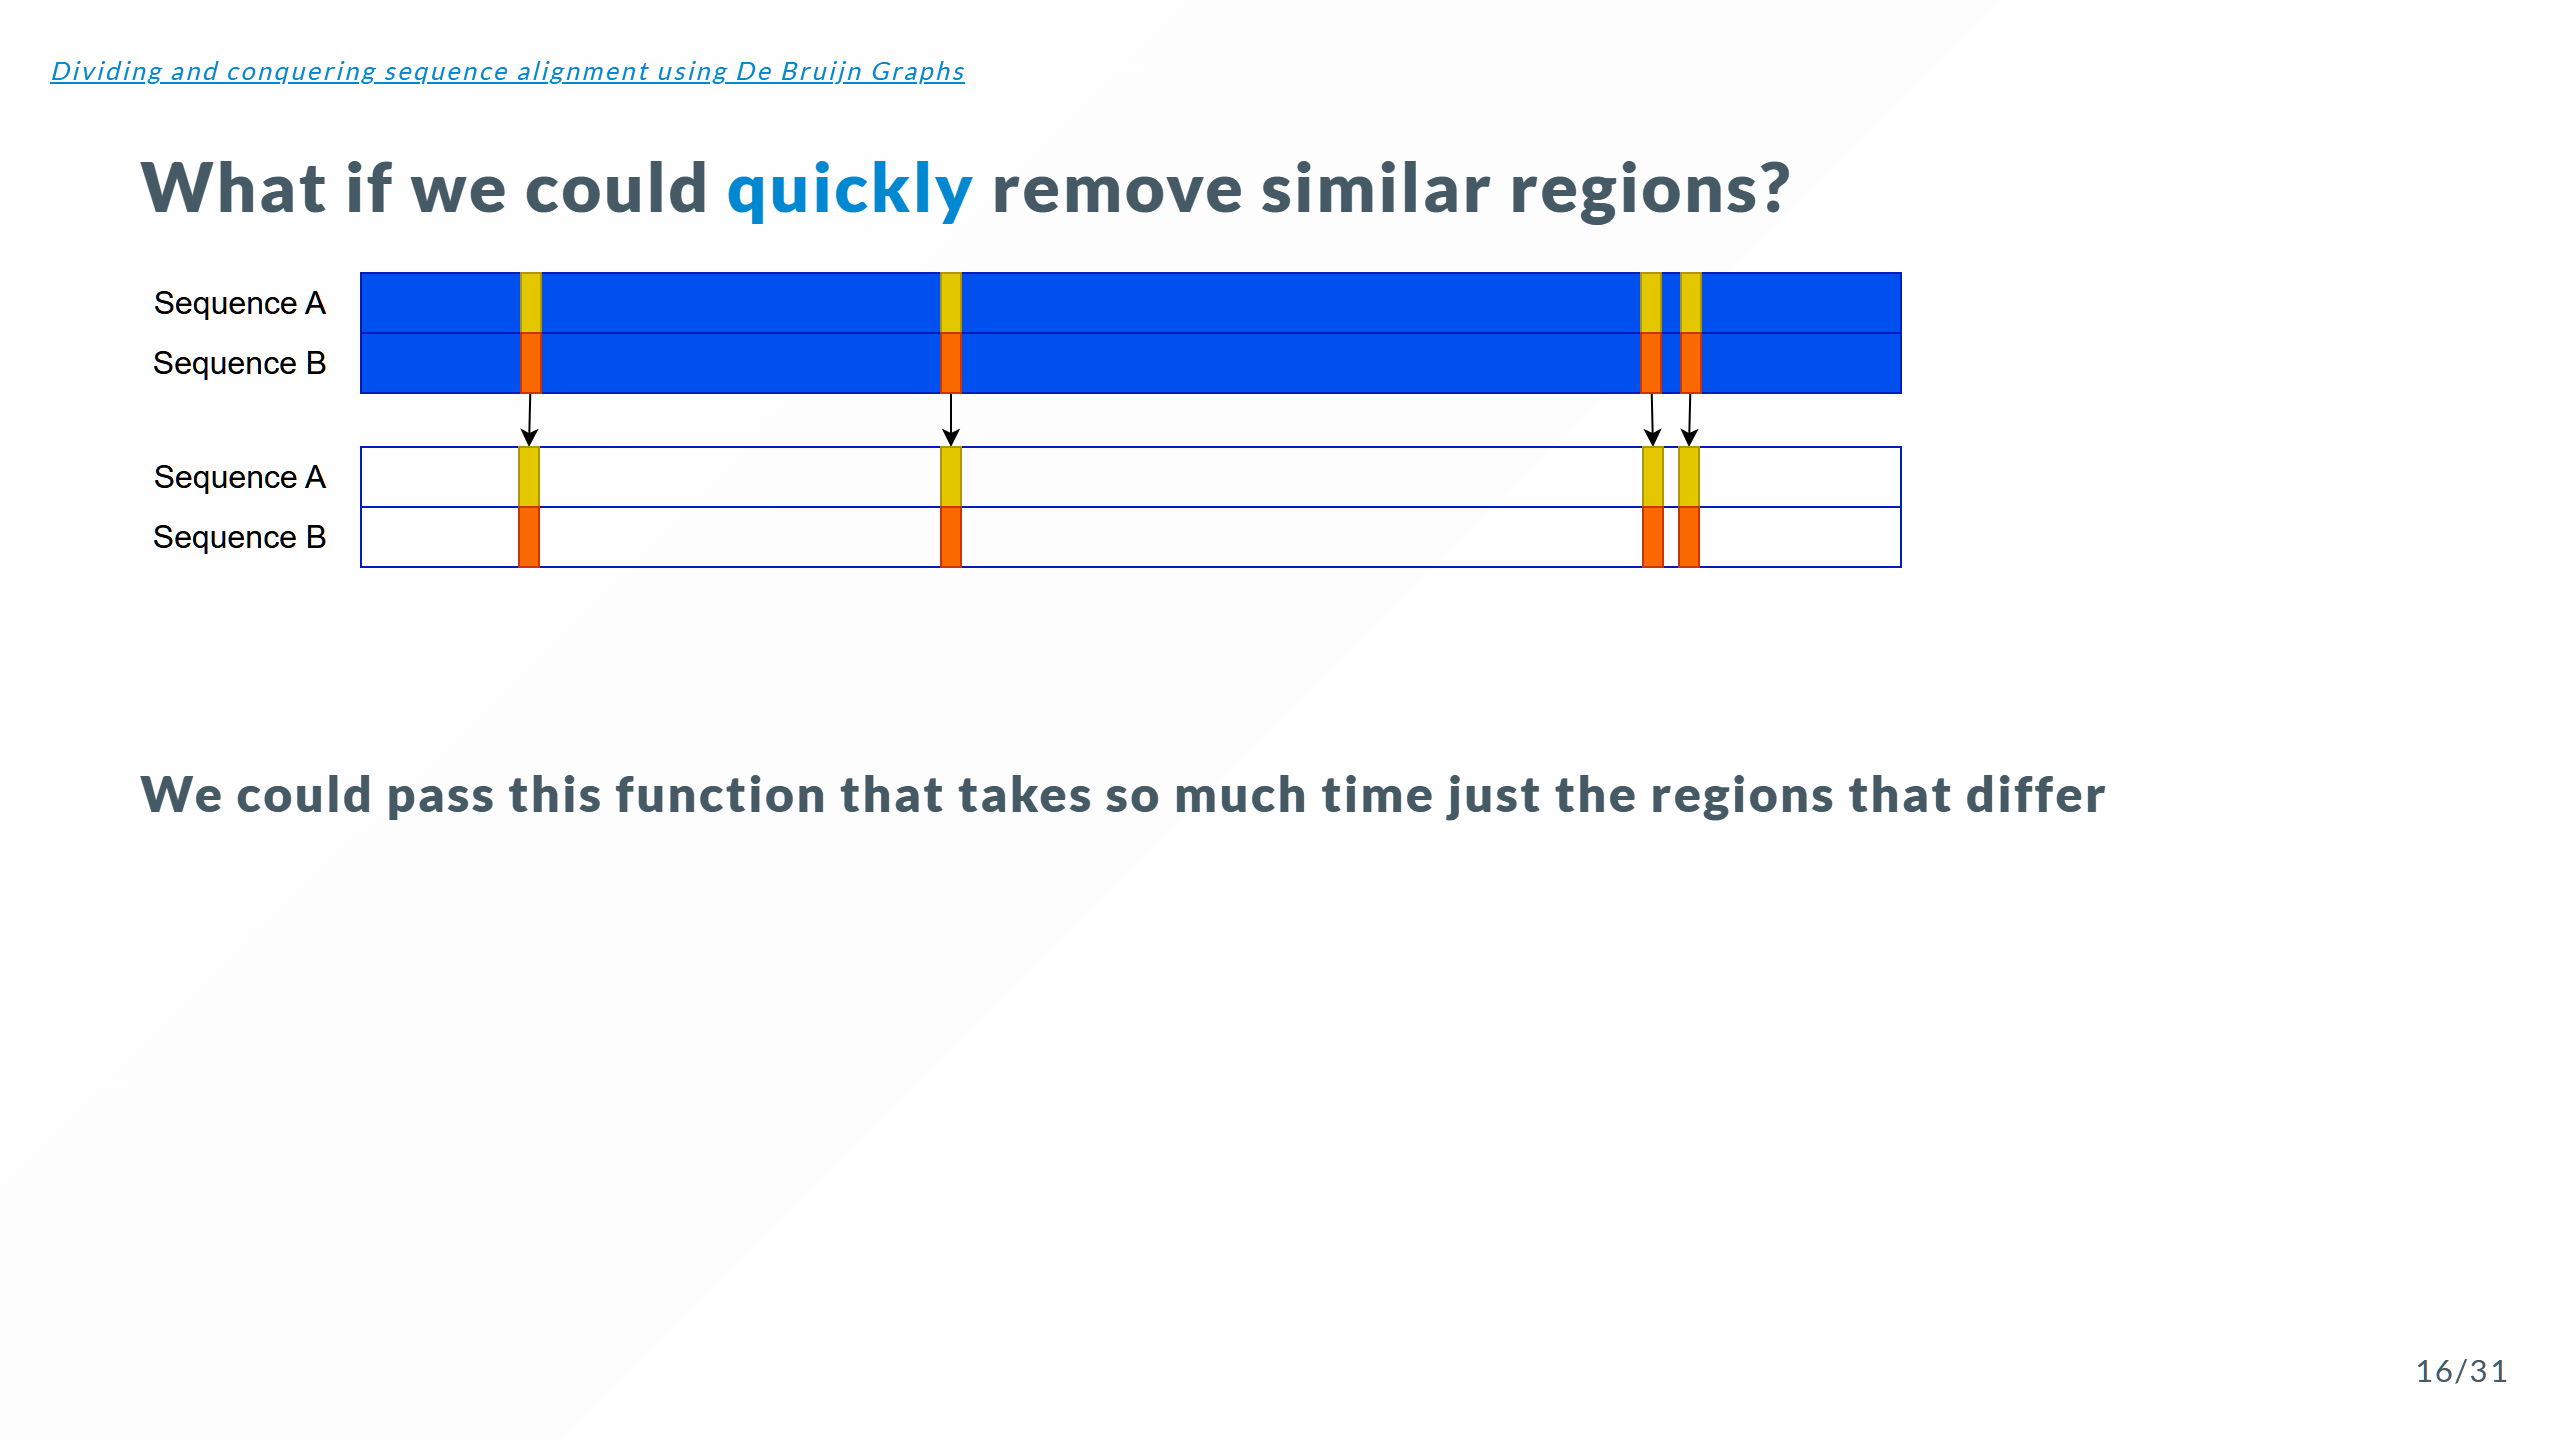 Dividing and conquering sequence alignment using De Bruijn Graphs
What if we could quickly remove similar regions?
Sequence A
Sequence B
Sequence A
Sequence B
We could pass this function that takes so much time just the regions that differ
16/31